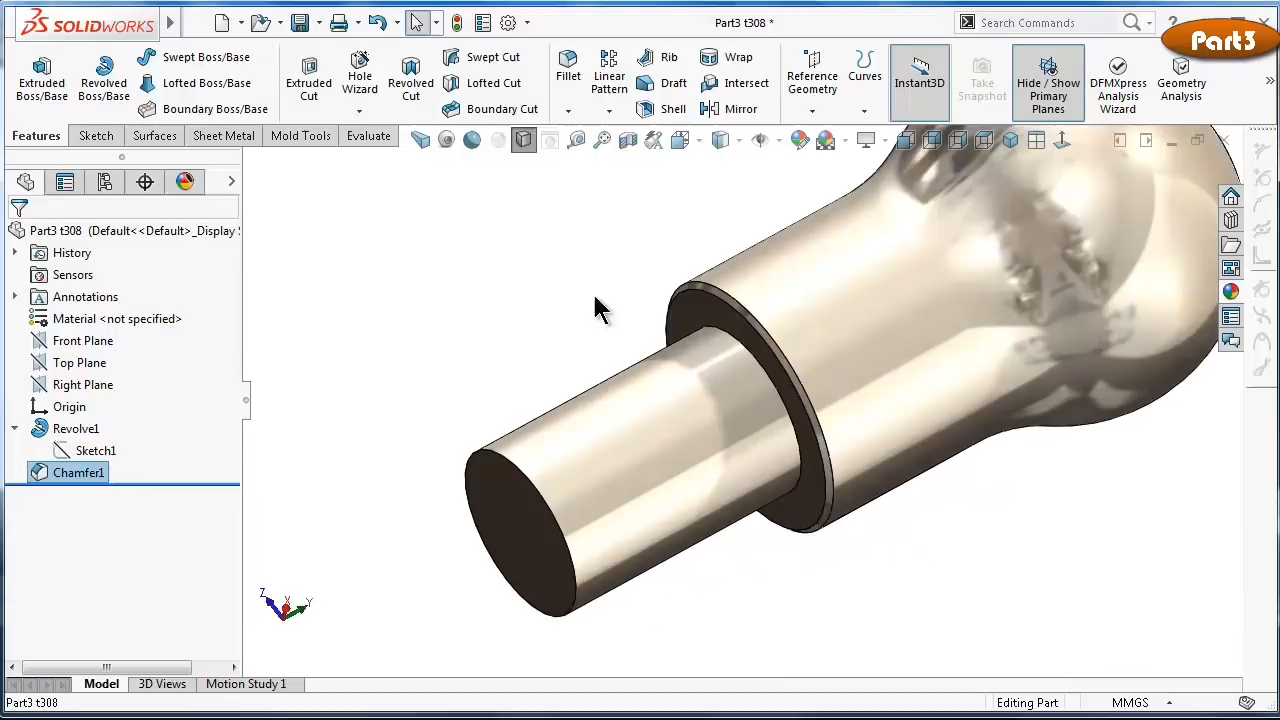 SOLIDWORKS
Part3 t308 *
Search Commands
?
Part3
Extruded
Boss/Base
Revolved
Boss/Base
Swept Boss/Base
Lofted Boss/Base
Boundary Boss/Base
Extruded
Cut
Hole
Wizard
Revolved
Cut
Swept Cut
Lofted Cut
Boundary Cut
Fillet
Linear
Pattern
Rib
Draft
Shell
Wrap
Intersect
Mirror
Reference
Geometry
Curves
Instant3D
Take
Snapshot
Hide / Show
Primary
Planes
DFMXpress
Analysis
Wizard
Geometry
Analysis
Features
Sketch
Surfaces
Sheet Metal
Mold Tools
Evaluate
Part3 t308 (Default<<Default>_Display
History
Sensors
Annotations
Material <not specified>
Front Plane
Top Plane
Right Plane
Origin
Revolve1
Sketch1
Chamfer1
Z
X
Y
Model
3D Views
Motion Study 1
Part3 t308
Editing Part
MMGS